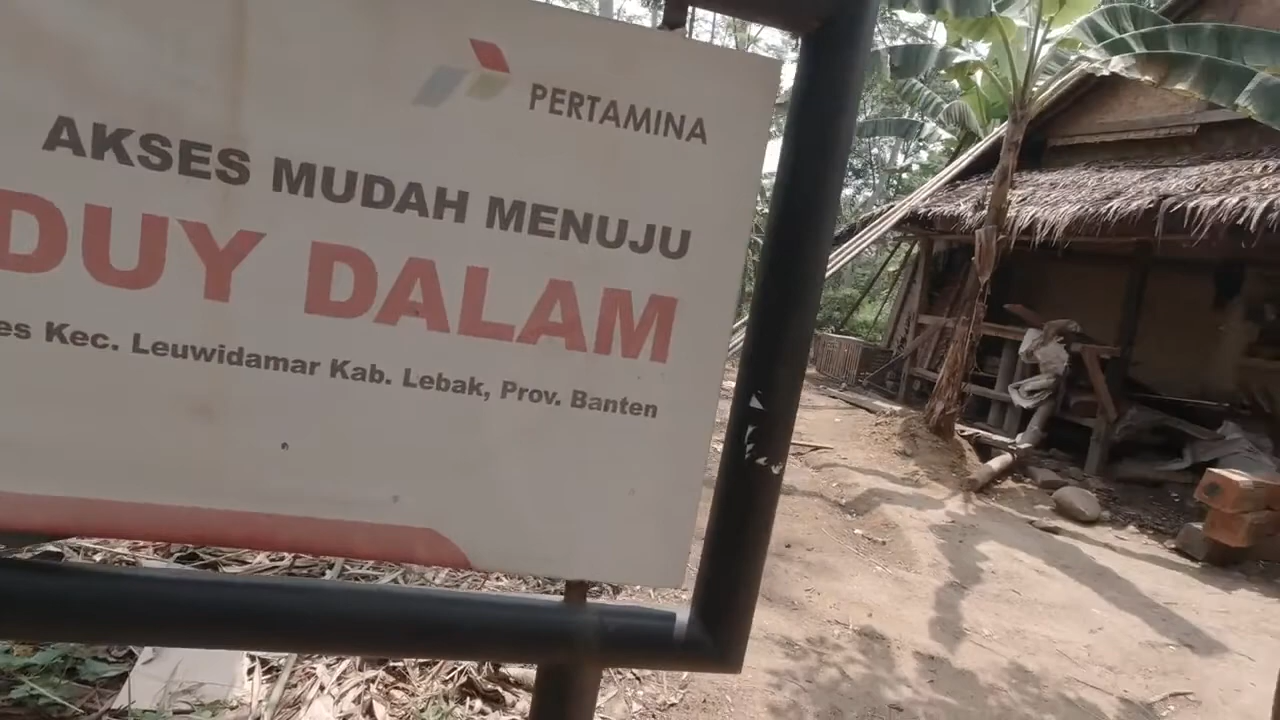 PERTAMINA
AKSES MUDAH MENUJU
DUY DALAM
es Kec. Leuwidamar Kab. Lebak, Prov. Banten